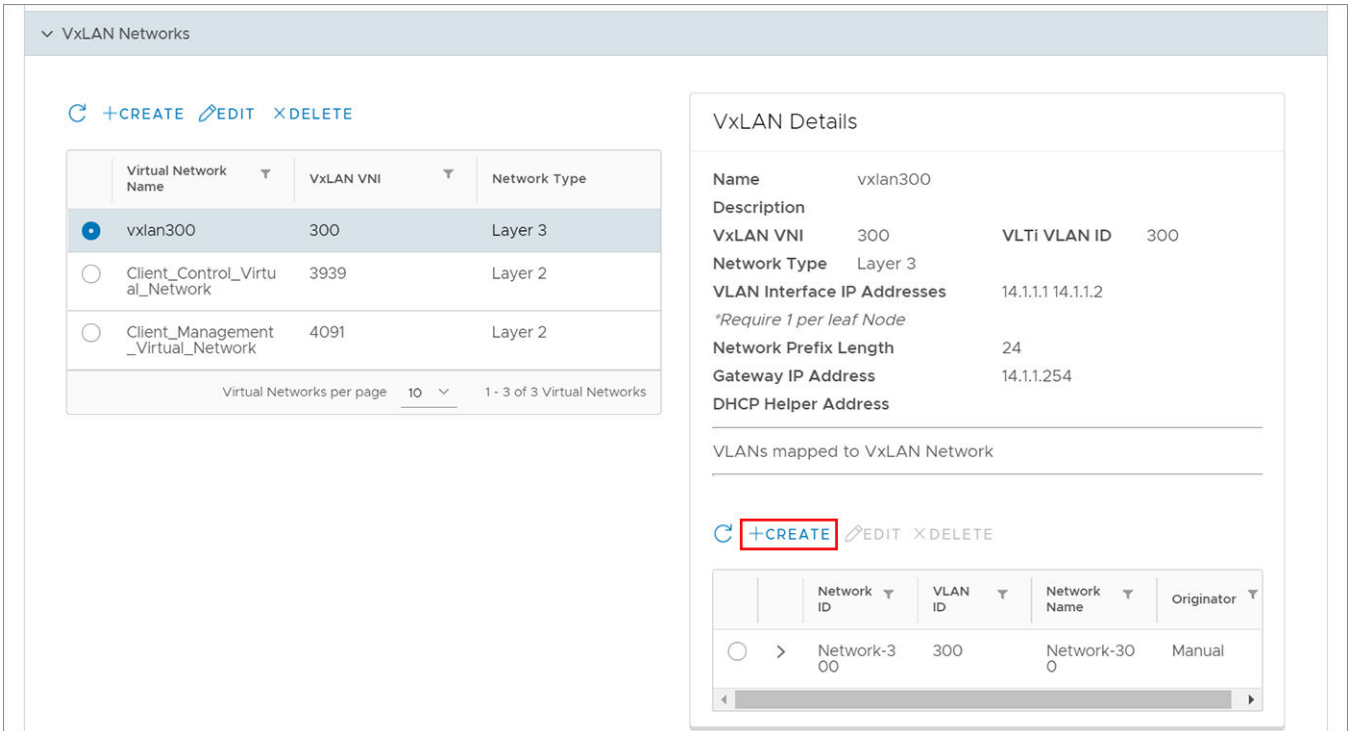 VxLAN Networks
CREATE EDIT DELETE
Virtual Network
Name
VxLAN VNI
Network Type
vxlan300 300 Layer 3
Client_Control_Virtu
al_Network
3939 Layer 2
Client_Management
_Virtual_Network
4091 Layer 2
Virtual Networks per page 10 1 - 3 of 3 Virtual Networks
VxLAN Details
Name vxlan300
Description
VxLAN VNI 300 VLTi VLAN ID 300
Network Type Layer 3
VLAN Interface IP Addresses 14.1.1.1 14.1.1.2
*Require 1 per leaf Node
Network Prefix Length 24
Gateway IP Address 14.1.1.254
DHCP Helper Address
VLANs mapped to VxLAN Network
CREATE EDIT DELETE
Network
ID
VLAN
ID
Network
Name
Originator
Network-3
00
300
Network-30
0
Manual